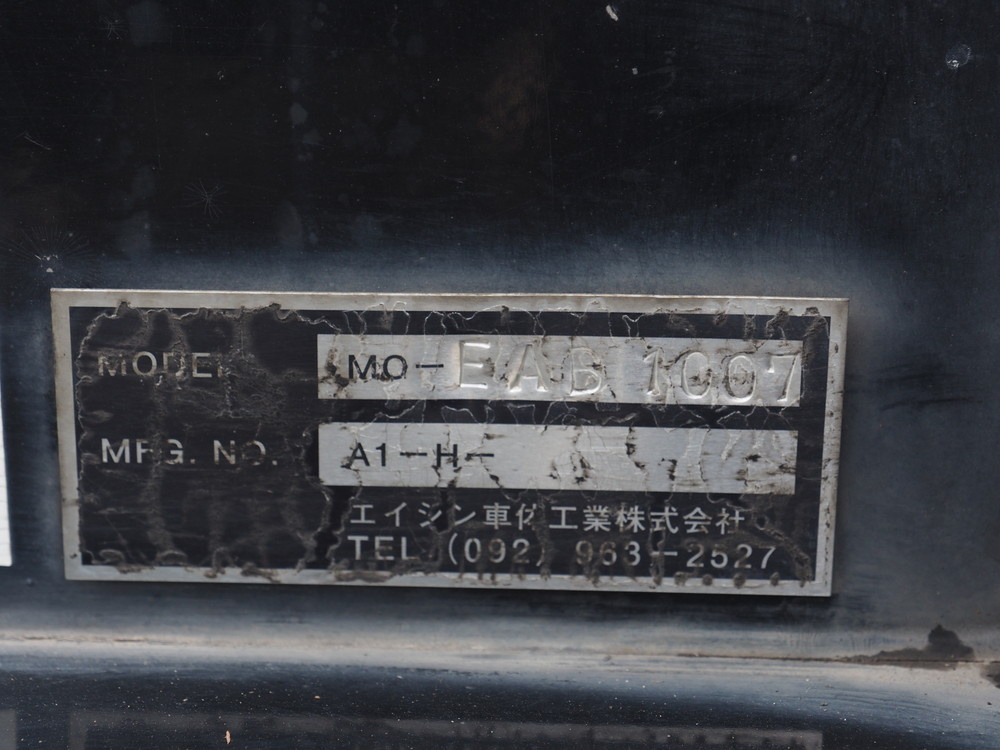 MODEL MO-EAB 1007
MFG. NO. A1-H-
エイシン車体工業株式会社
TEL (092) 963-2527